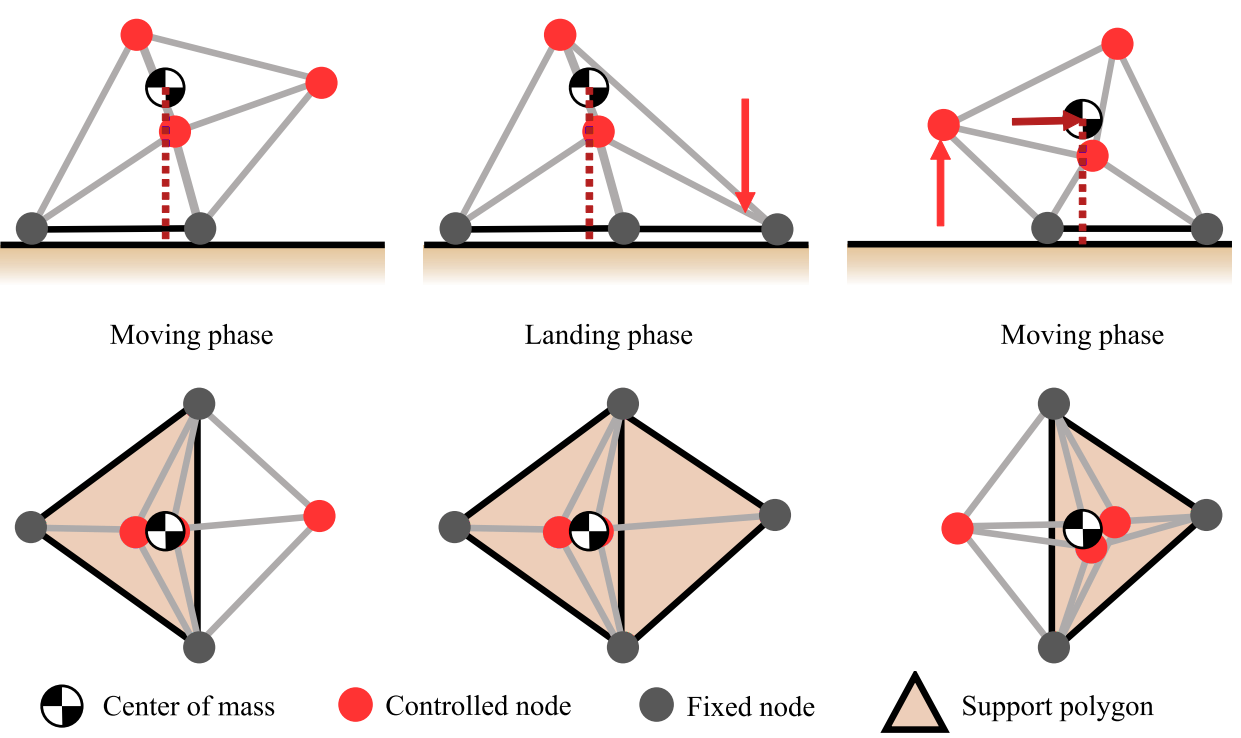 Moving phase
Landing phase
Moving phase
Center of mass
Controlled node
Fixed node
Support polygon